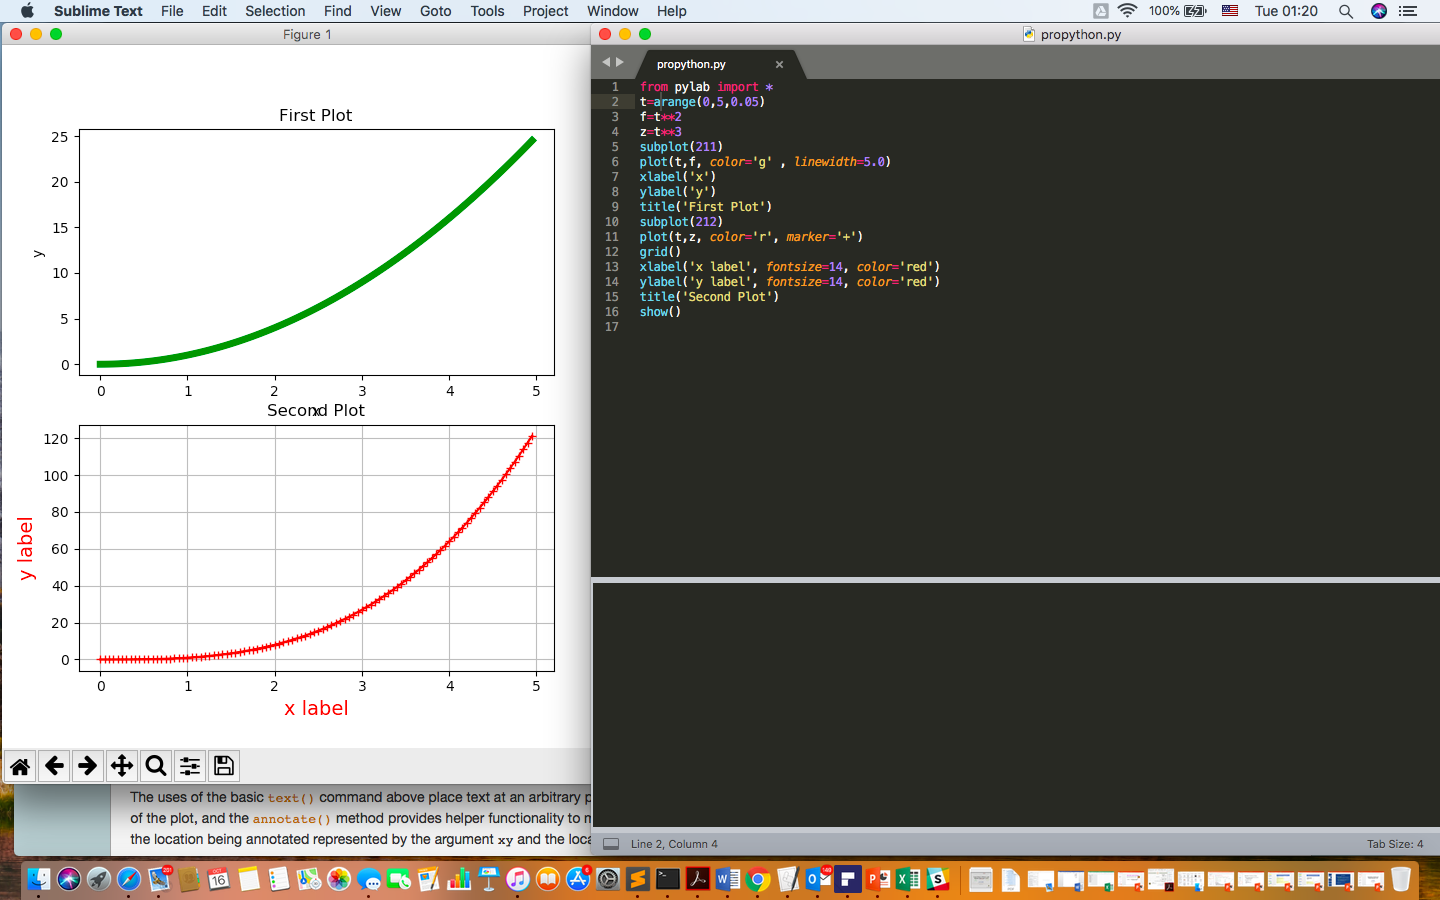 Sublime Text File Edit Selection Find View Goto Tools Project Window Help 100% Tue 01:20
Figure 1
First Plot
25
20
15
10
5
0
y
0 1 2 3 4 5
x
Second Plot
120
100
80
60
40
20
0
y label
0 1 2 3 4 5
x label
The uses of the basic text() command above place text at an arbitrary p
of the plot, and the annotate() method provides helper functionality to m
the location being annotated represented by the argument xy and the loca
propython.py
propython.py
1 from pylab import *
2 t=arange(0,5,0.05)
3 f=t**2
4 z=t**3
5 subplot(211)
6 plot(t,f, color='g' , linewidth=5.0)
7 xlabel('x')
8 ylabel('y')
9 title('First Plot')
10 subplot(212)
11 plot(t,z, color='r', marker='+')
12 grid()
13 xlabel('x label', fontsize=14, color='red')
14 ylabel('y label', fontsize=14, color='red')
15 title('Second Plot')
16 show()
17
Line 2, Column 4 Tab Size: 4
16